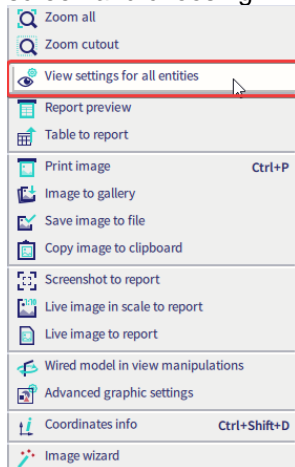 Zoom all
Zoom cutout
View settings for all entities
Report preview
Table to report
Print image Ctrl+P
Image to gallery
Save image to file
Copy image to clipboard
Screenshot to report
Live image in scale to report
Live image to report
Wired model in view manipulations
Advanced graphic settings
Coordinates info Ctrl+Shift+D
Image wizard